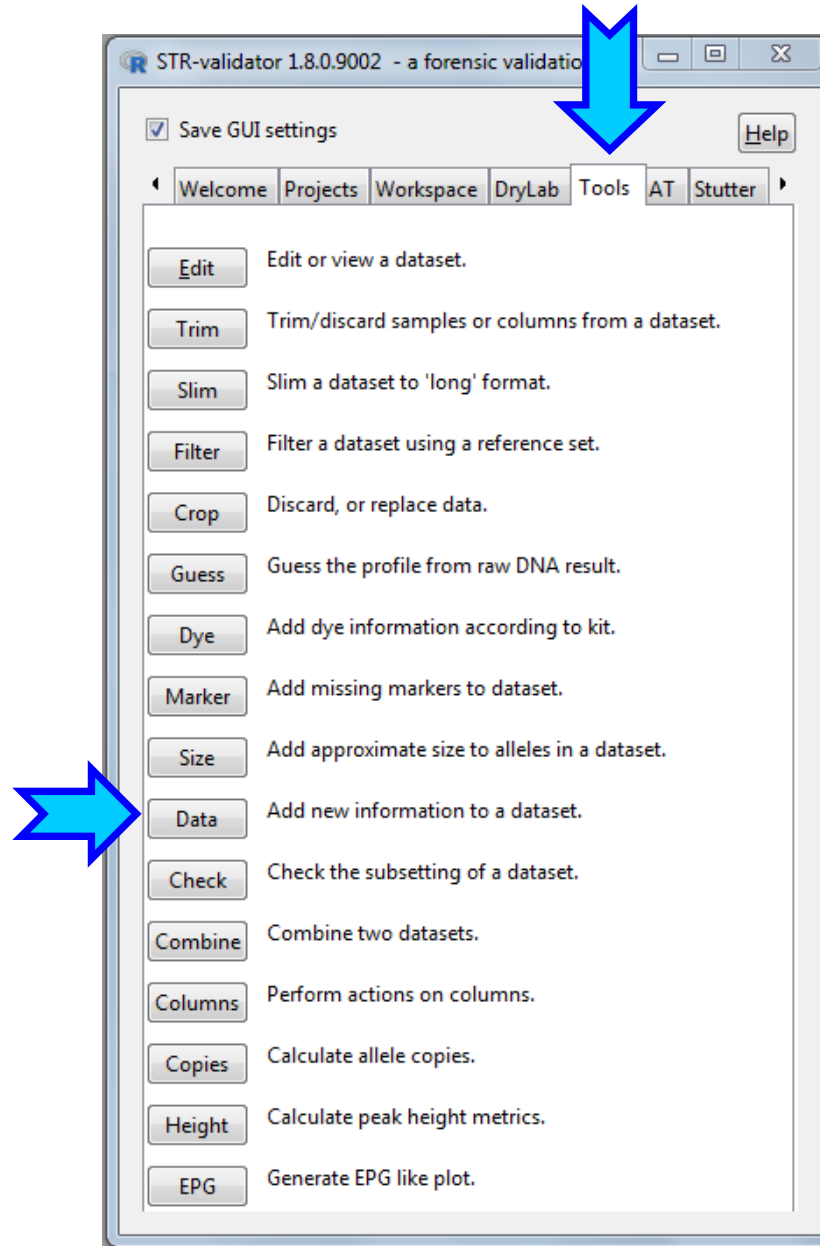 STR-validator 1.8.0.9002 - a forensic validatio
Save GUI settings
Help
Welcome Projects Workspace DryLab Tools AT Stutter
Edit Edit or view a dataset.
Trim Trim/discard samples or columns from a dataset.
Slim Slim a dataset to 'long' format.
Filter Filter a dataset using a reference set.
Crop Discard, or replace data.
Guess Guess the profile from raw DNA result.
Dye Add dye information according to kit.
Marker Add missing markers to dataset.
Size Add approximate size to alleles in a dataset.
Data Add new information to a dataset.
Check Check the subsetting of a dataset.
Combine Combine two datasets.
Columns Perform actions on columns.
Copies Calculate allele copies.
Height Calculate peak height metrics.
EPG Generate EPG like plot.